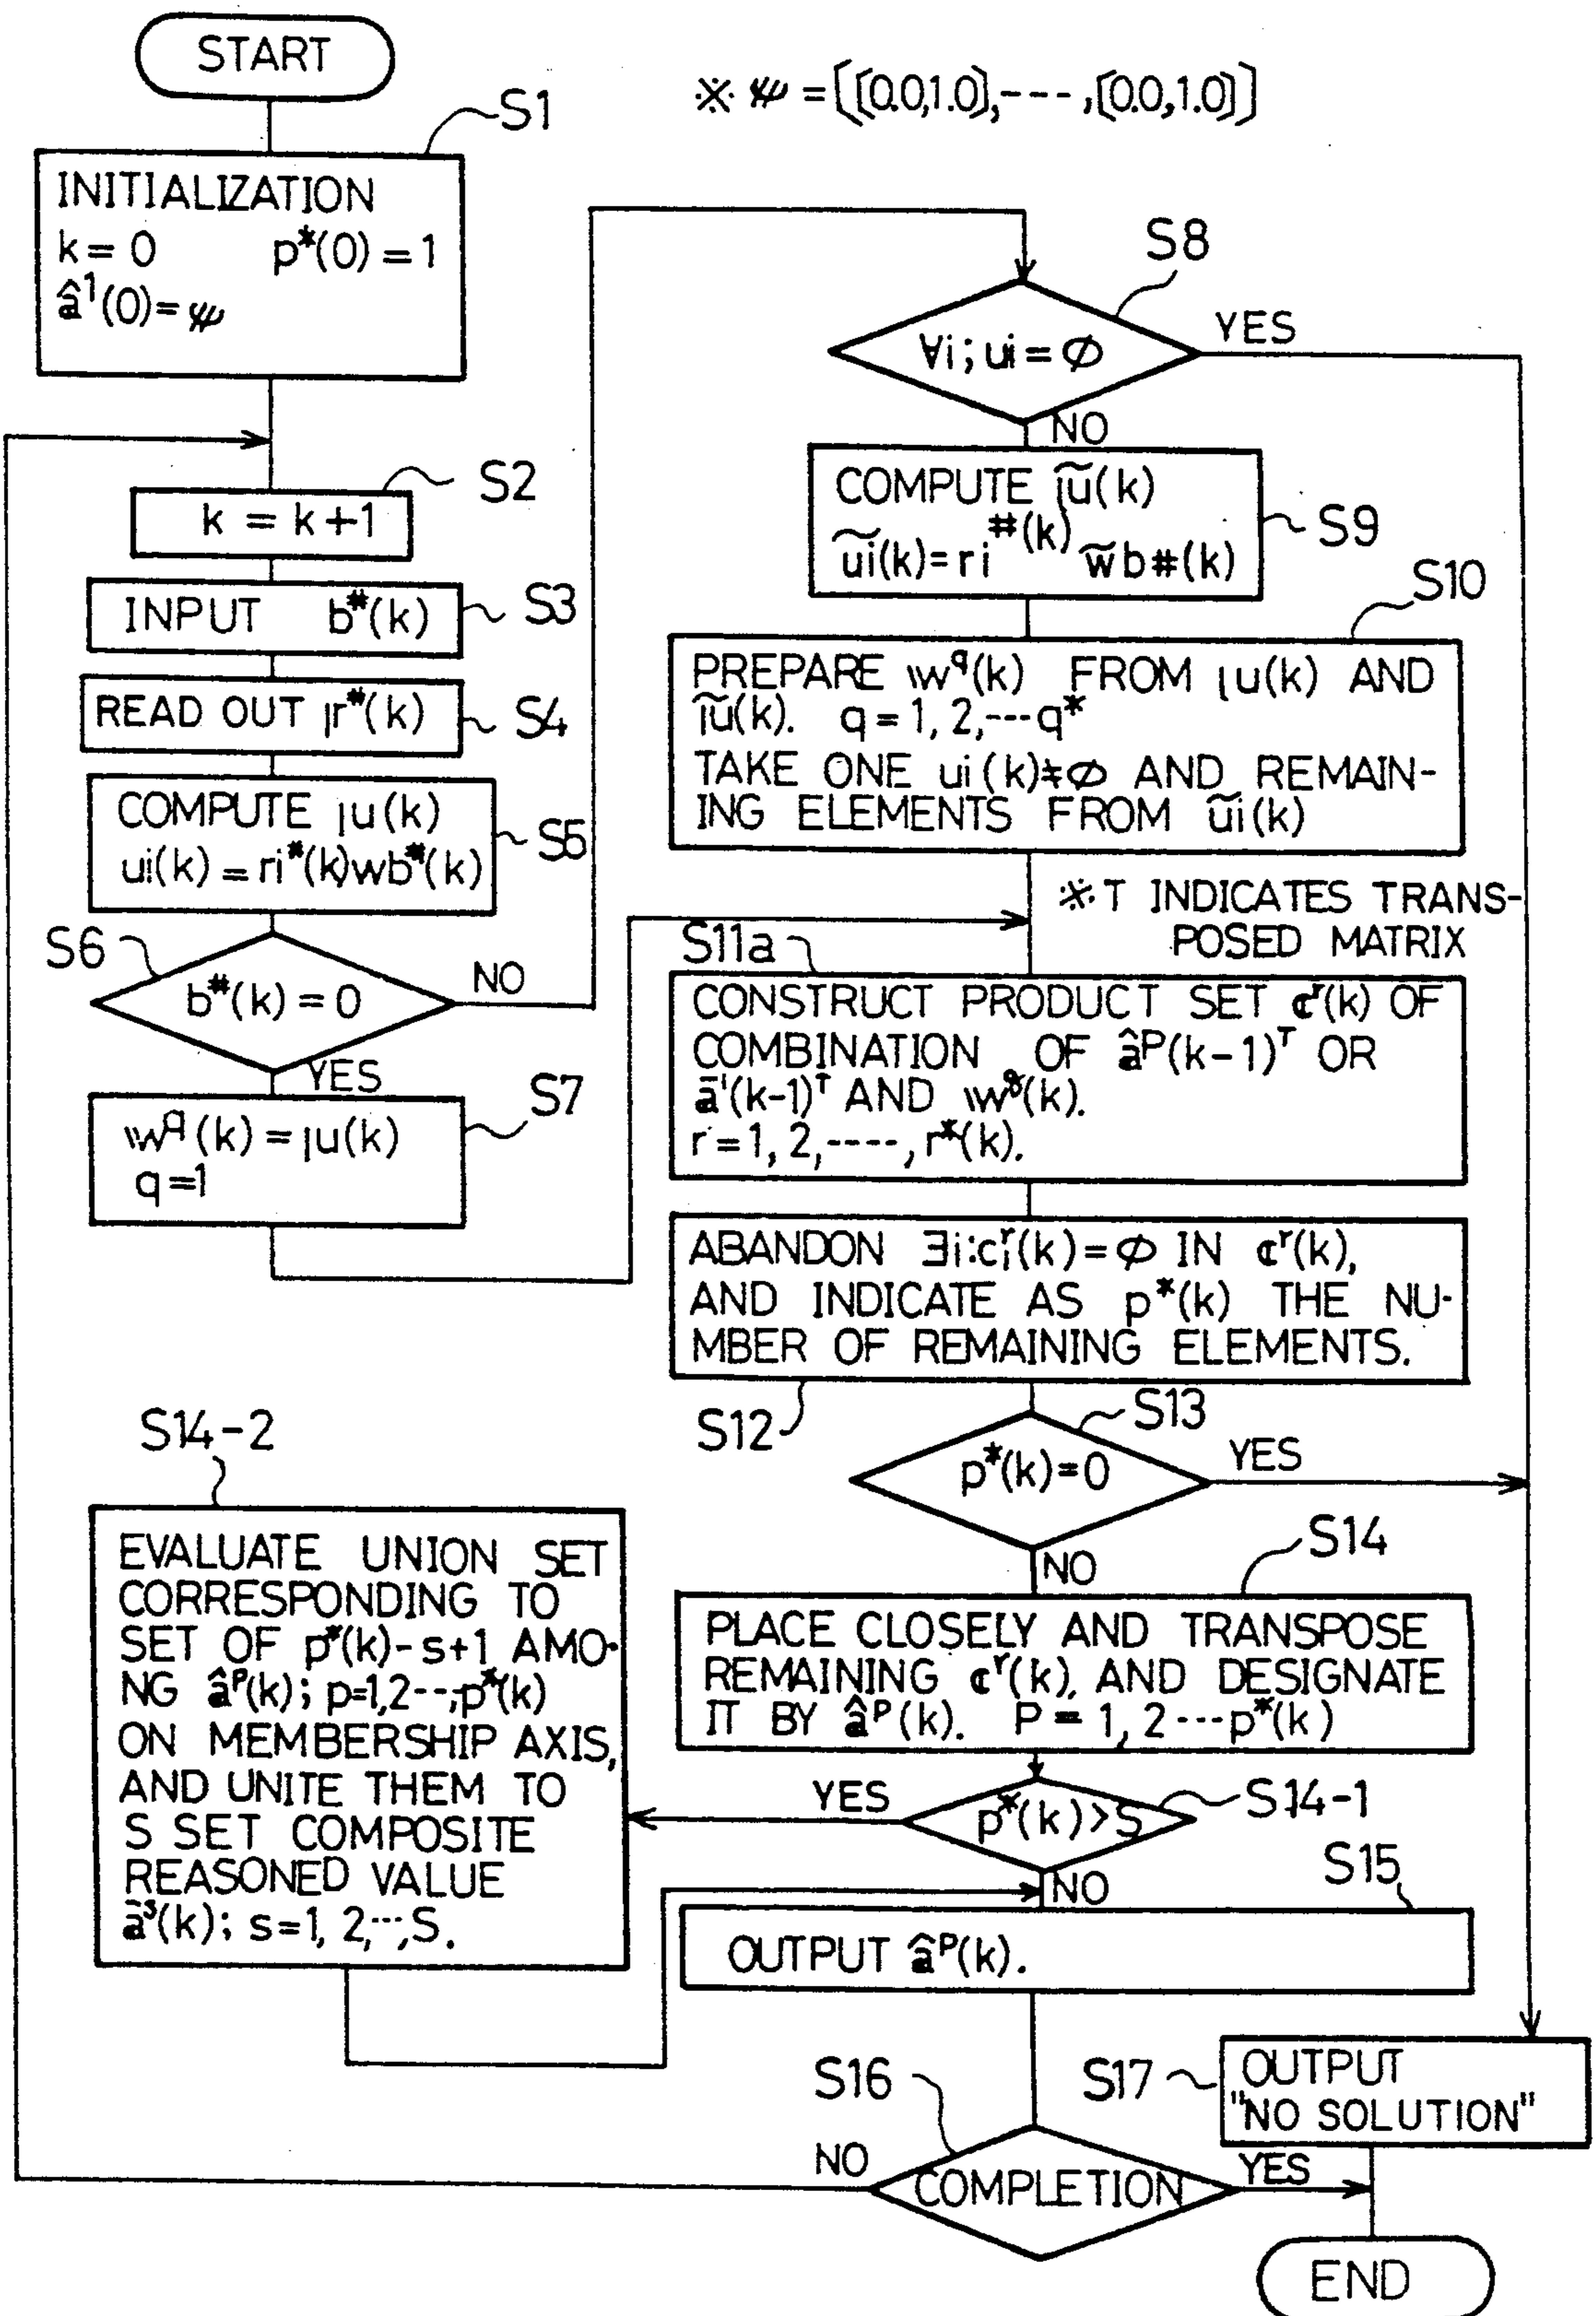 START
※ ψ = [[0.0,1.0],---,[0.0,1.0]]
S1
INITIALIZATION
k = 0 p*(0) = 1
â¹(0) = ψ
S2
k = k+1
S3
INPUT b#(k)
S4
READ OUT r#(k)
S5
COMPUTE u(k)
ui(k) = ri#(k)wb#(k)
S6
b#(k) = 0
NO
YES
S7
w^q(k) = u(k)
q=1
S8
∀i; ui = ϕ
YES
NO
S9
COMPUTE ũ(k)
ũi(k) = ri#(k) w̃b#(k)
S10
PREPARE w^q(k) FROM u(k) AND
ũ(k). q = 1, 2,---q*
TAKE ONE ui(k)≠ϕ AND REMAIN-
ING ELEMENTS FROM ũi(k)
※T INDICATES TRANS-
POSED MATRIX
S11a
CONSTRUCT PRODUCT SET c^r(k) OF
COMBINATION OF â^P(k-1)^T OR
ā^1(k-1)^T AND w^q(k).
r = 1, 2,----, r*(k).
ABANDON ∃i:ci^r(k)=ϕ IN c^r(k),
AND INDICATE AS p*(k) THE NU-
MBER OF REMAINING ELEMENTS.
S12
S13
p*(k)=0
YES
NO
S14
PLACE CLOSELY AND TRANSPOSE
REMAINING c^r(k), AND DESIGNATE
IT BY â^P(k). P = 1, 2---p*(k)
S14-1
p*(k)>S
YES
NO
S14-2
EVALUATE UNION SET
CORRESPONDING TO
SET OF p*(k)-s+1 AMO-
NG â^P(k); p=1,2--,p*(k)
ON MEMBERSHIP AXIS,
AND UNITE THEM TO
S SET COMPOSITE
REASONED VALUE
ā^s(k); s=1, 2,---,S.
S15
OUTPUT â^P(k).
S16
COMPLETION
NO
YES
S17
OUTPUT
"NO SOLUTION"
END